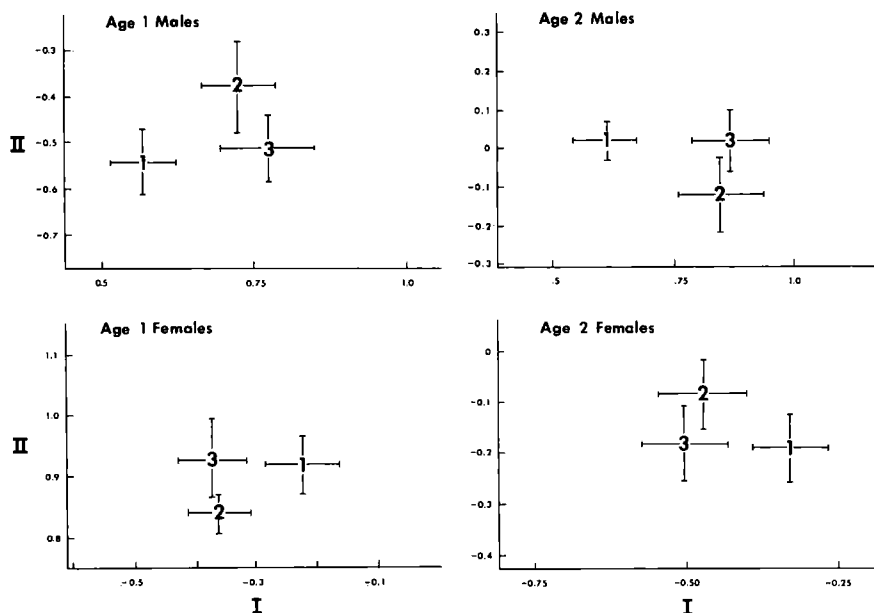 Age 1 Males
-0.3
-0.4
-0.5
-0.6
-0.7
II
2
3
1
0.5 0.75 1.0
Age 2 Males
0.3
0.2
0.1
0
-0.1
-0.2
-0.3
1
3
2
.5 0.75 1.0
Age 1 Females
1.1
1.0
0.9
0.8
II
3
1
2
-0.5 -0.3 -0.1
I
Age 2 Females
0
-0.1
-0.2
-0.3
-0.4
2
3
1
-0.75 -0.50 -0.25
I